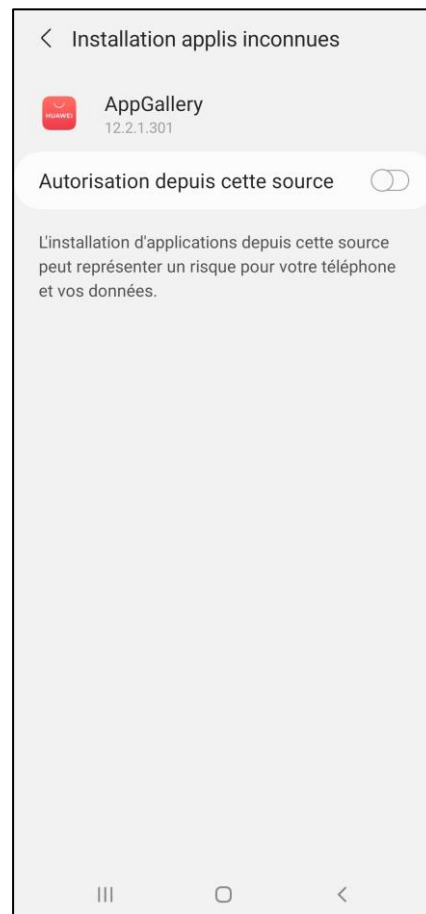 Installation applis inconnues
HUAWEI
AppGallery
12.2.1.301
Autorisation depuis cette source
L'installation d'applications depuis cette source
peut représenter un risque pour votre téléphone
et vos données.